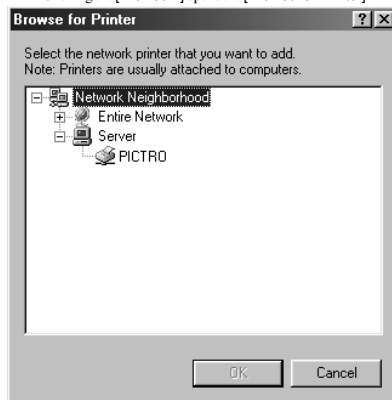 Browse for Printer
Select the network printer that you want to add.
Note: Printers are usually attached to computers.
Network Neighborhood
Entire Network
Server
PICTRO
OK
Cancel